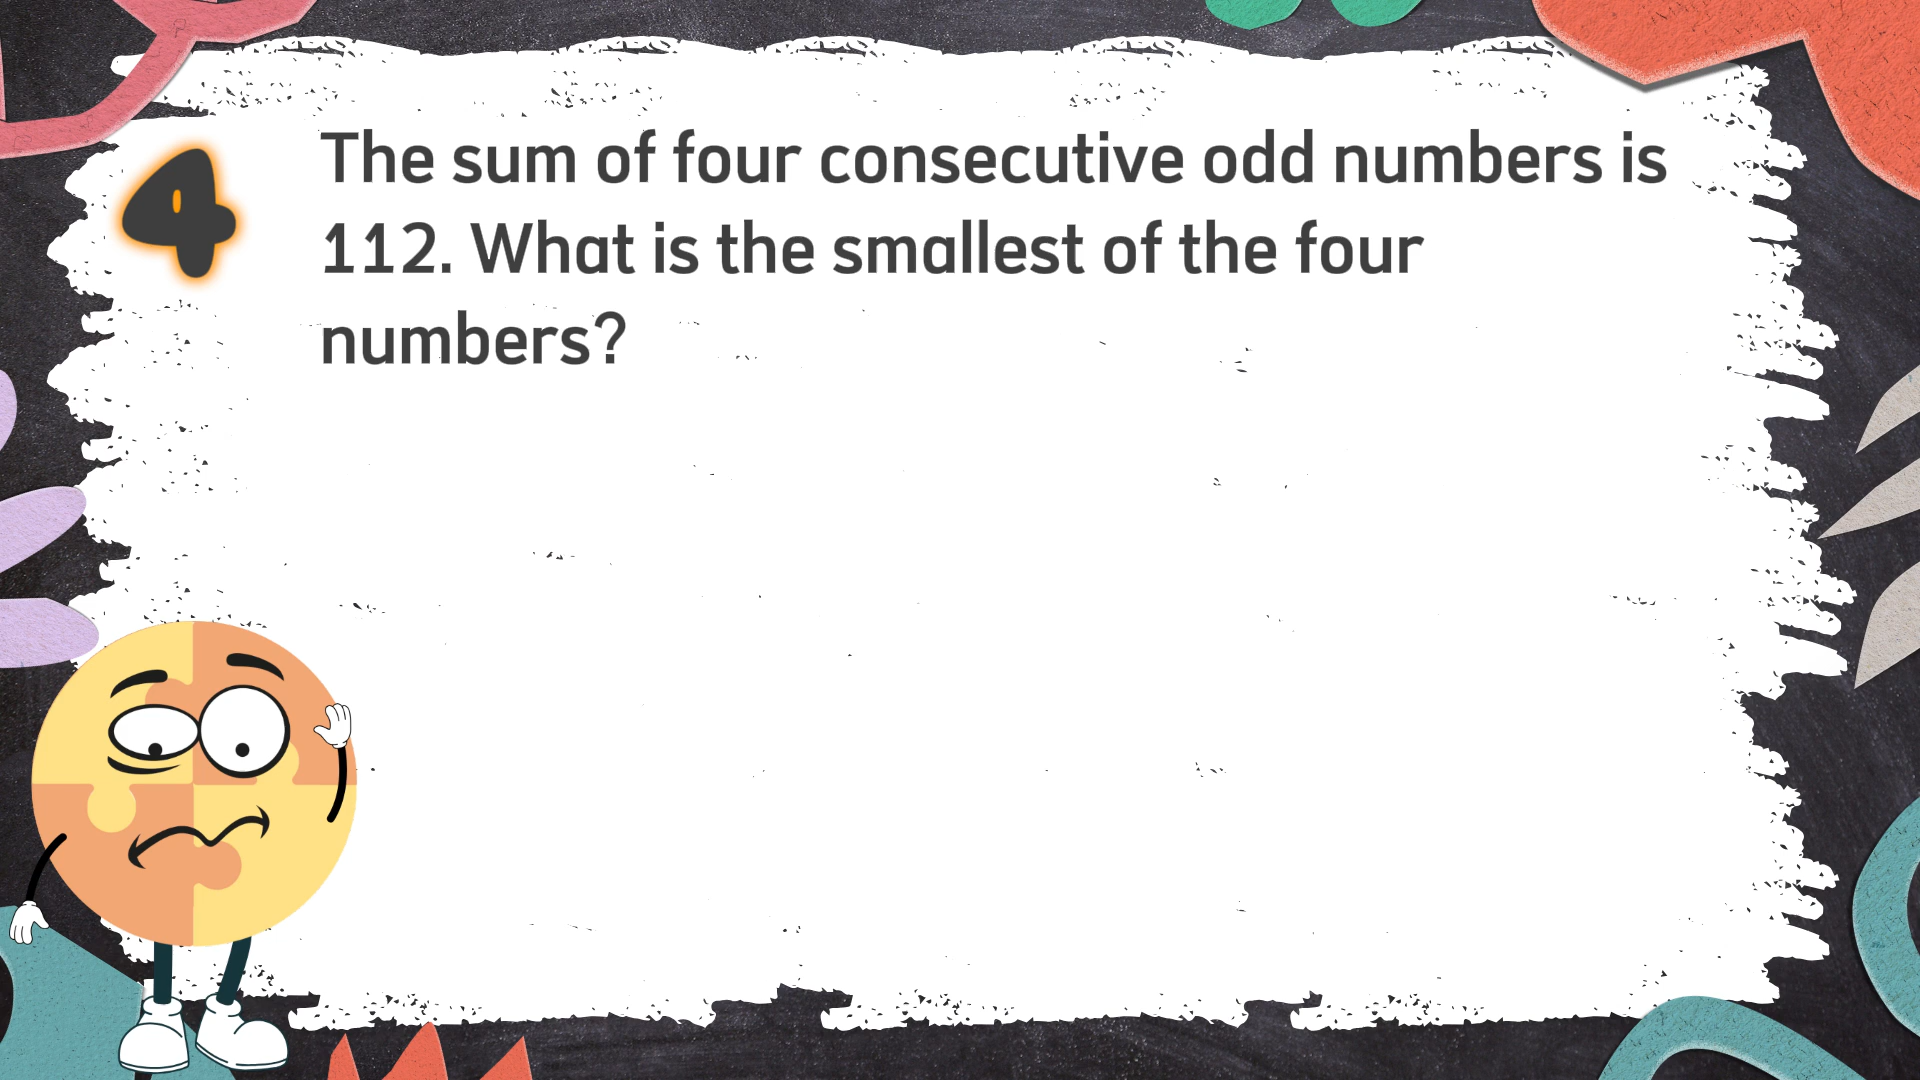 4
The sum of four consecutive odd numbers is
112. What is the smallest of the four
numbers?